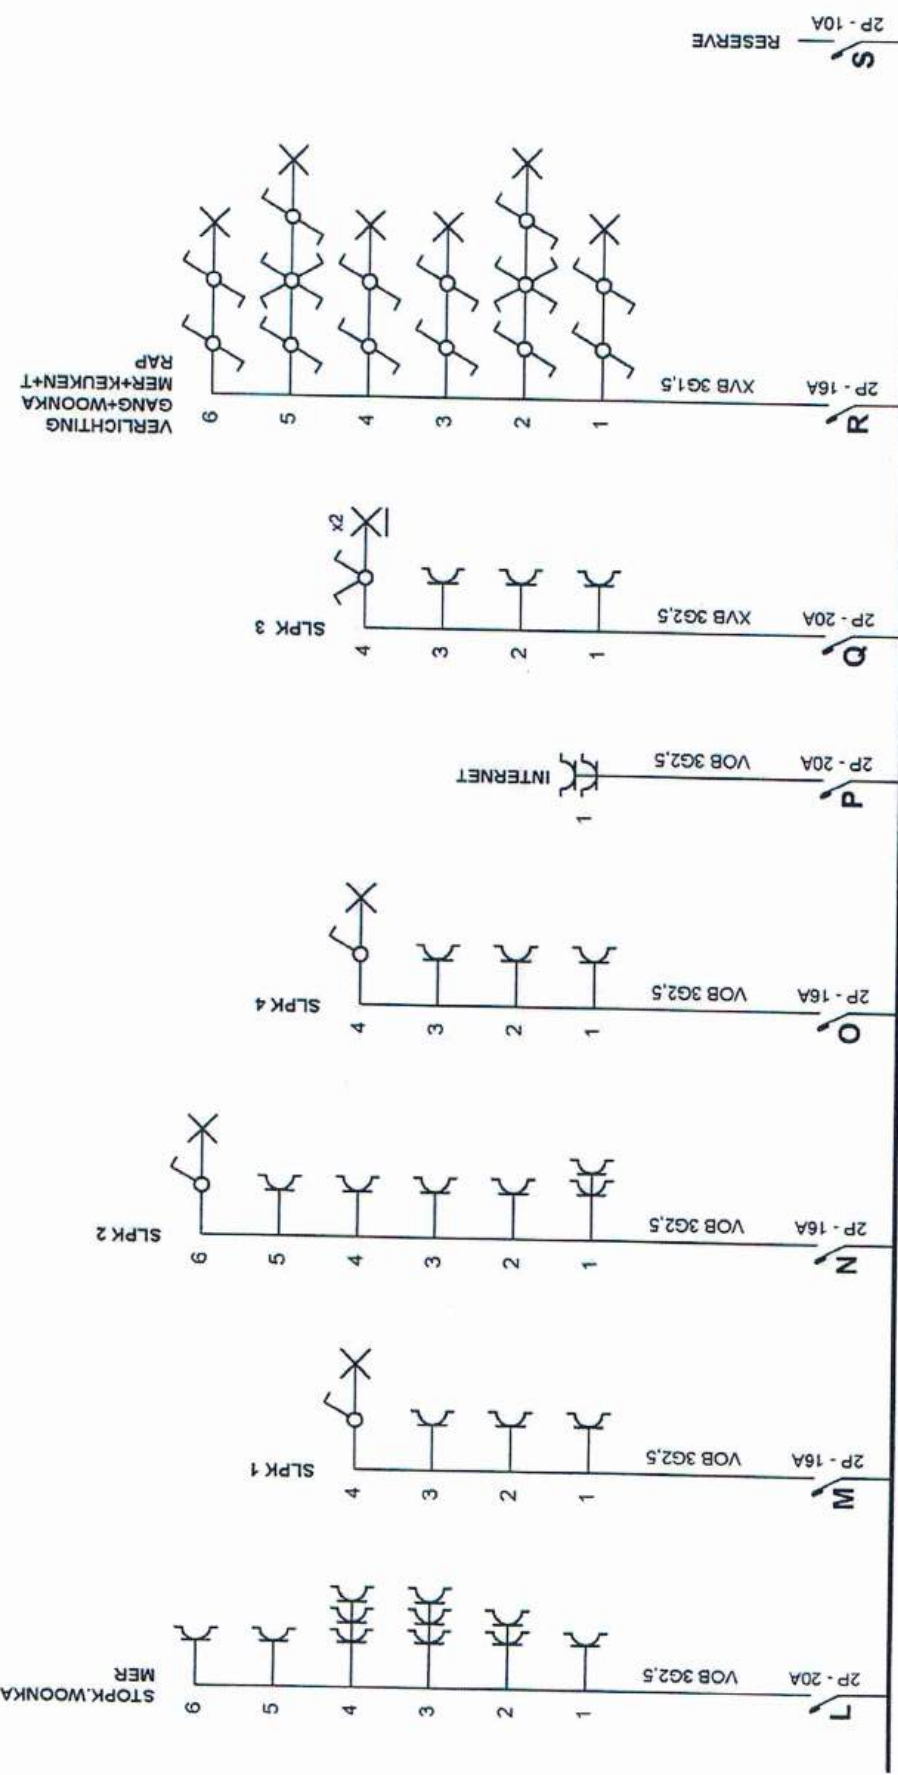 STOPK.WOONKA
MER
6
5
4
3
2
1
VOB 3G2,5
2P - 20A
L
SLPK 1
4
3
2
1
VOB 3G2,5
2P - 16A
M
SLPK 2
6
5
4
3
2
1
VOB 3G2,5
2P - 16A
N
SLPK 4
4
3
2
1
VOB 3G2,5
2P - 16A
O
INTERNET
1
VOB 3G2,5
2P - 20A
P
SLPK 3
x2
4
3
2
1
XVB 3G2,5
2P - 20A
Q
VERLICHTING
GANG+WOONKA
MER+KEUKEN+T
RAP
6
5
4
3
2
1
XVB 3G1,5
2P - 16A
R
RESERVE
2P - 10A
S